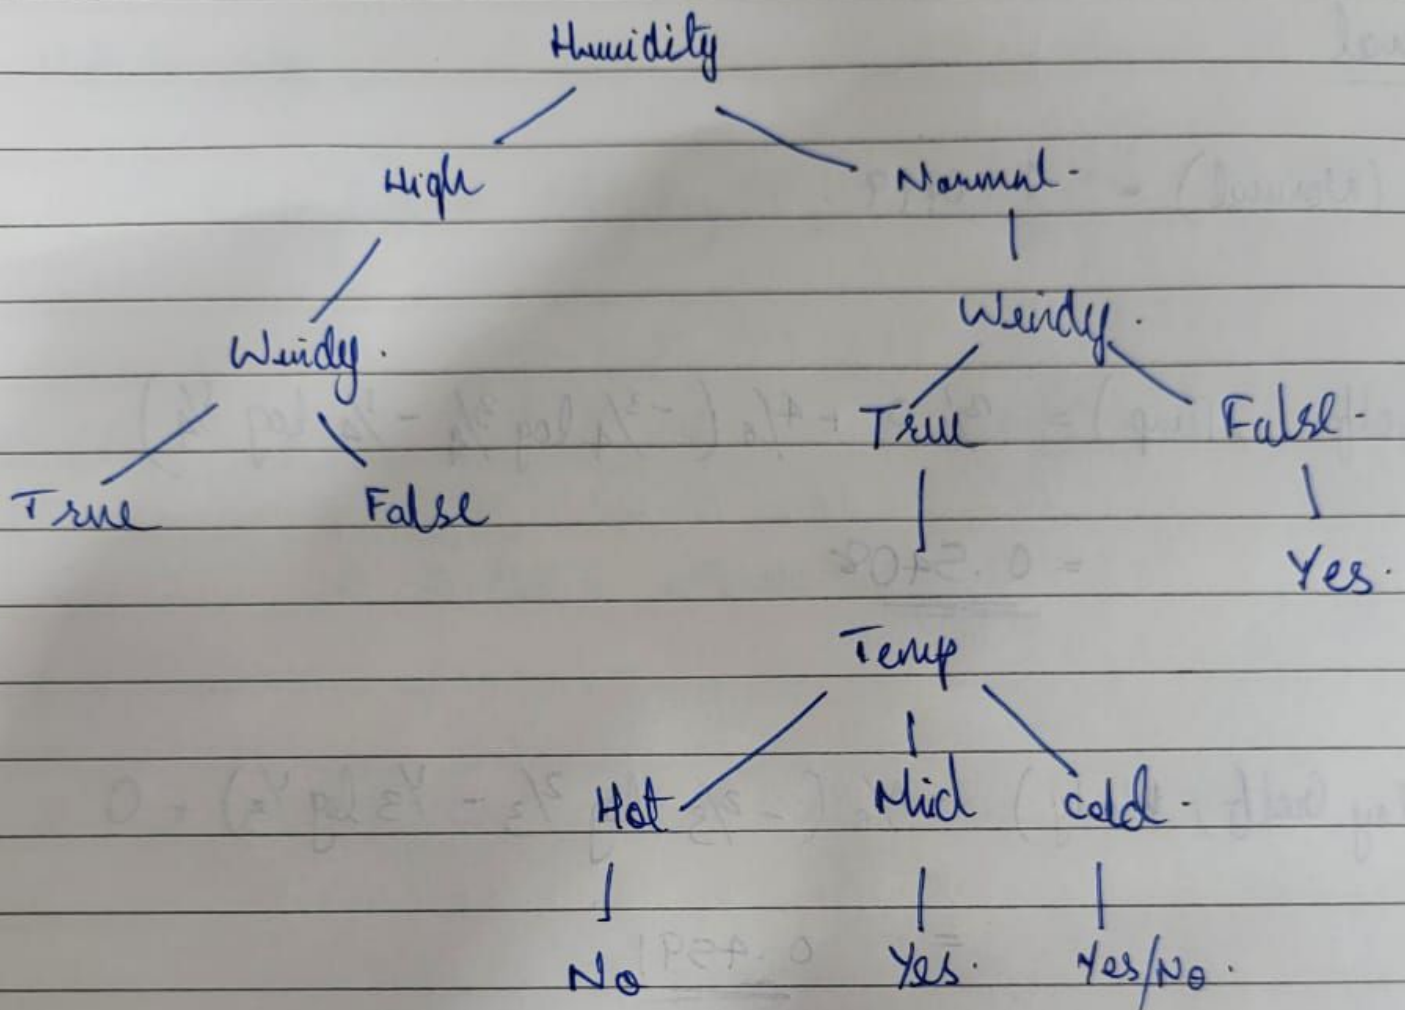 Humidity
High Normal.
Windy. Windy.
True False.
True False
Yes.
Temp
Hot Mid Cold.
No Yes. Yes/No.